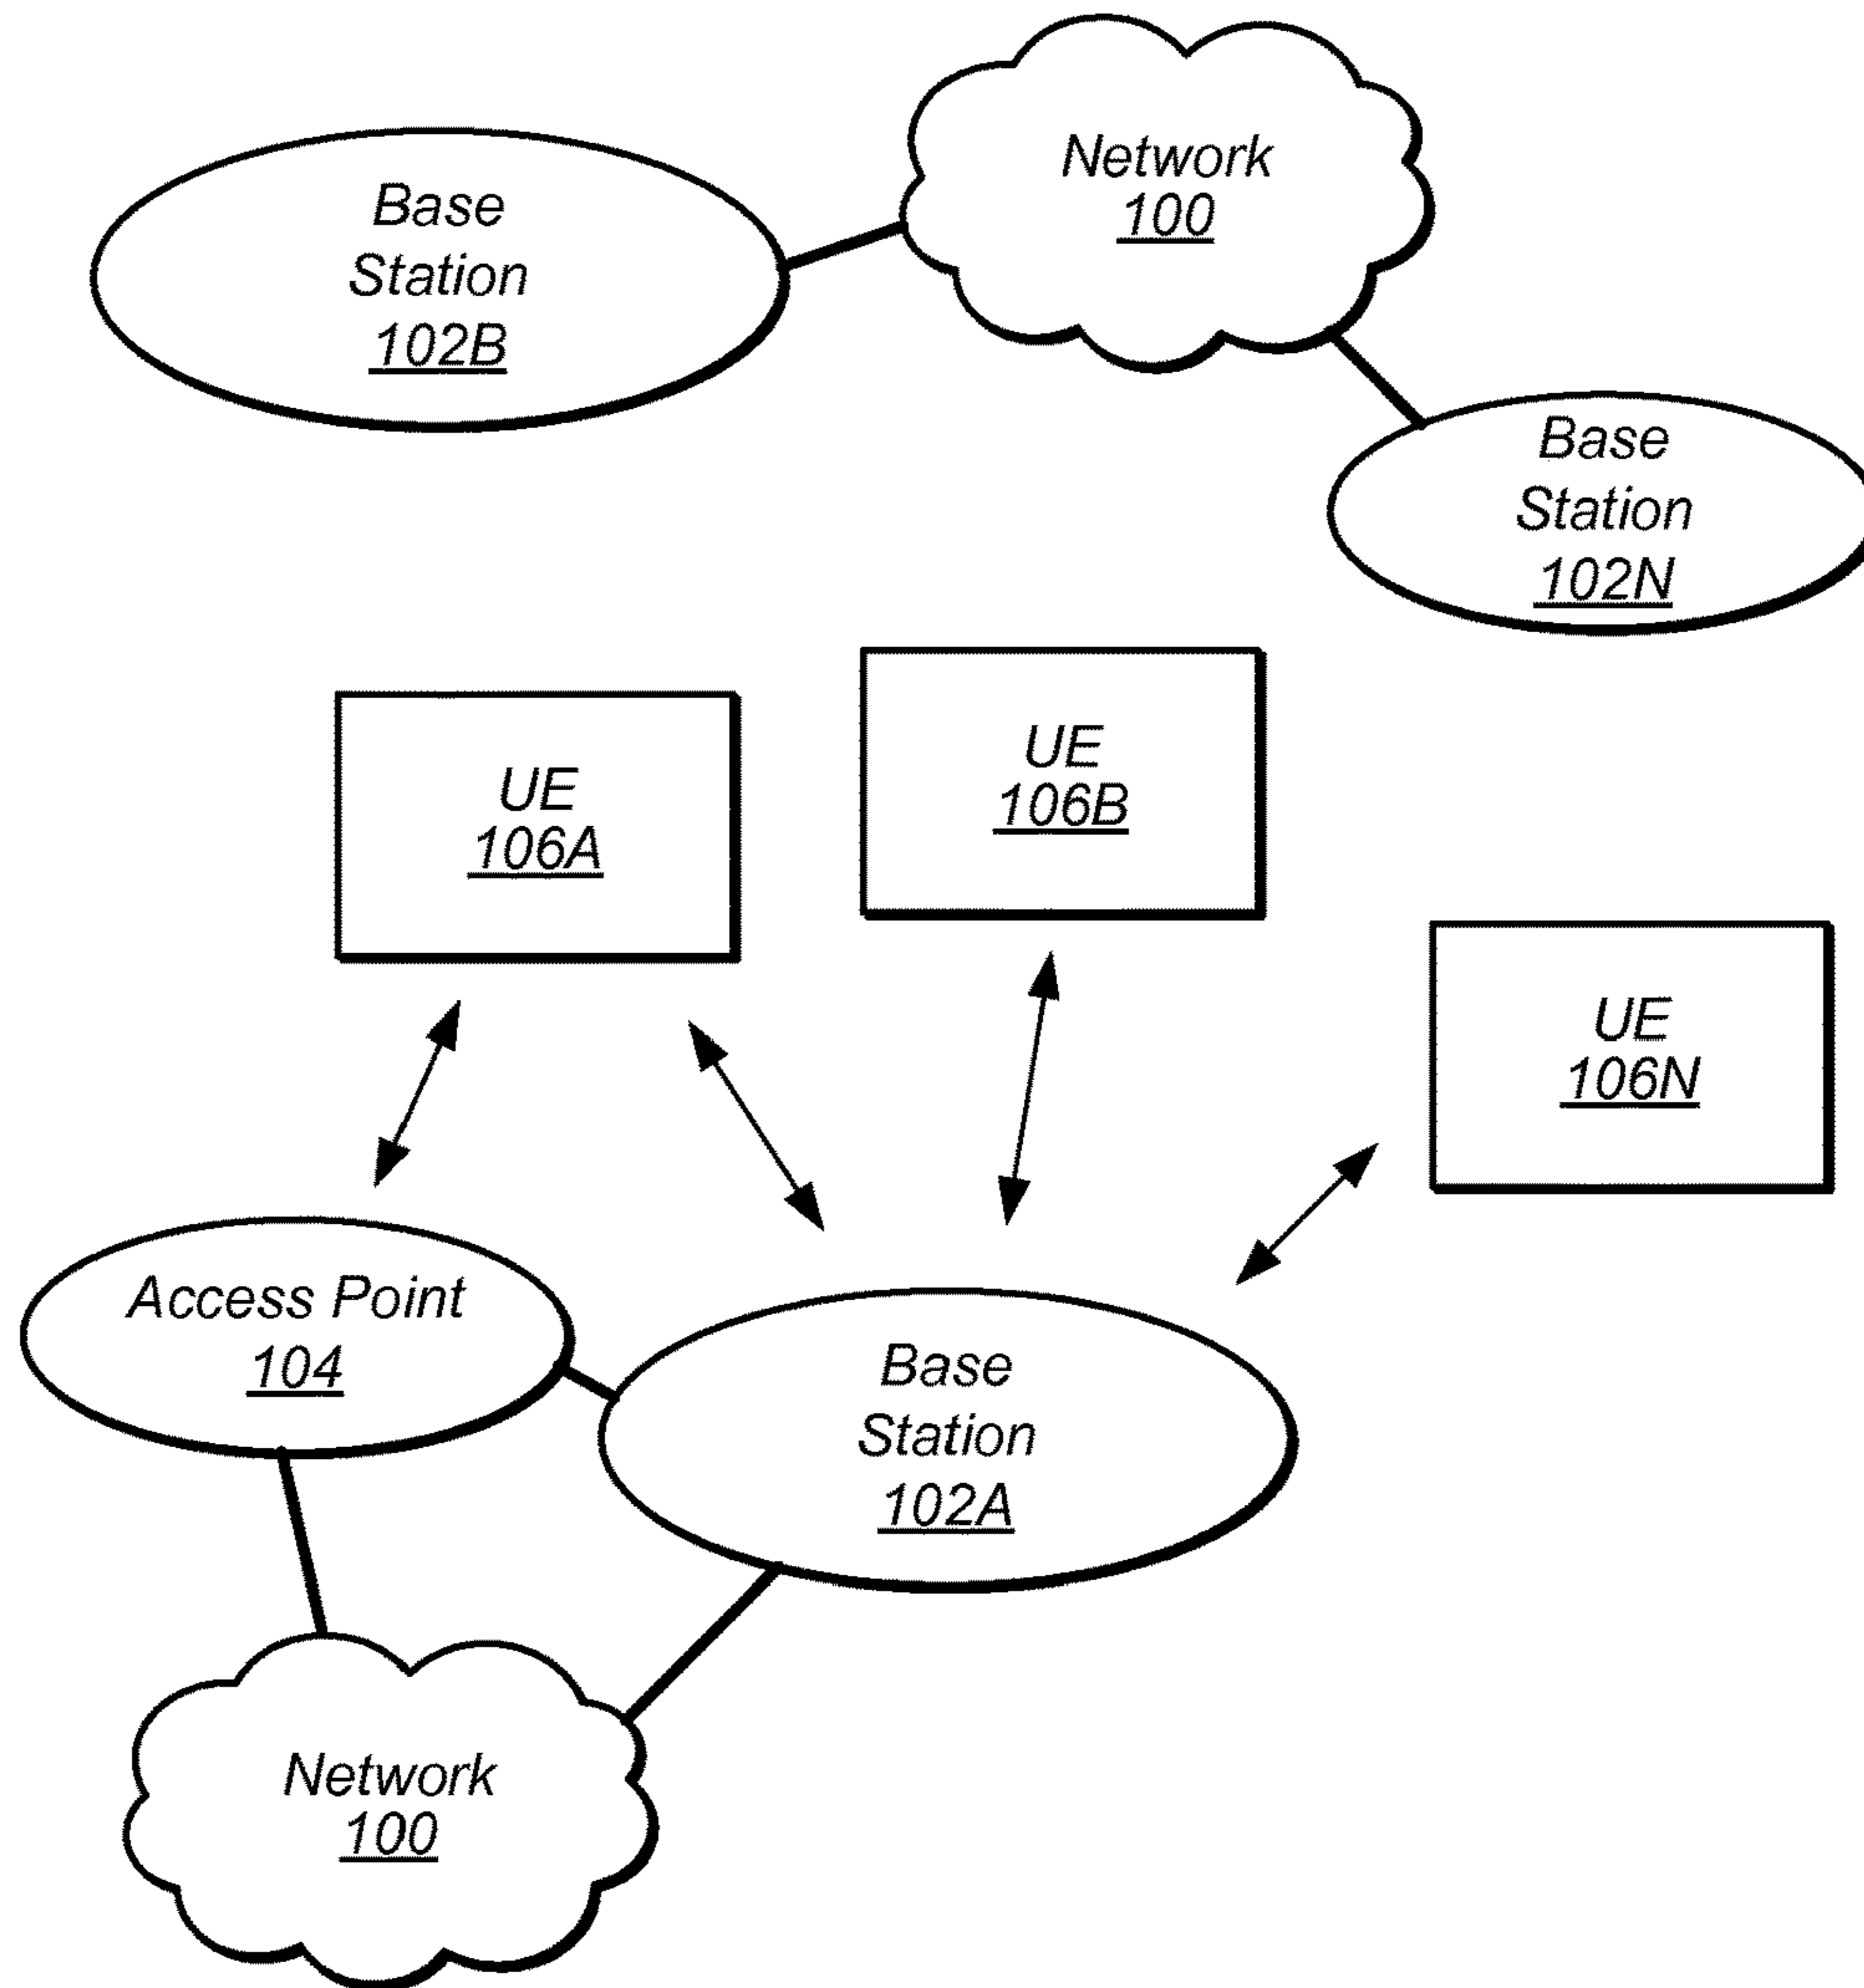 Network
100
Base
Station
102B
Base
Station
102N
UE
106B
UE
106A
UE
106N
Access Point
104
Base
Station
102A
Network
100